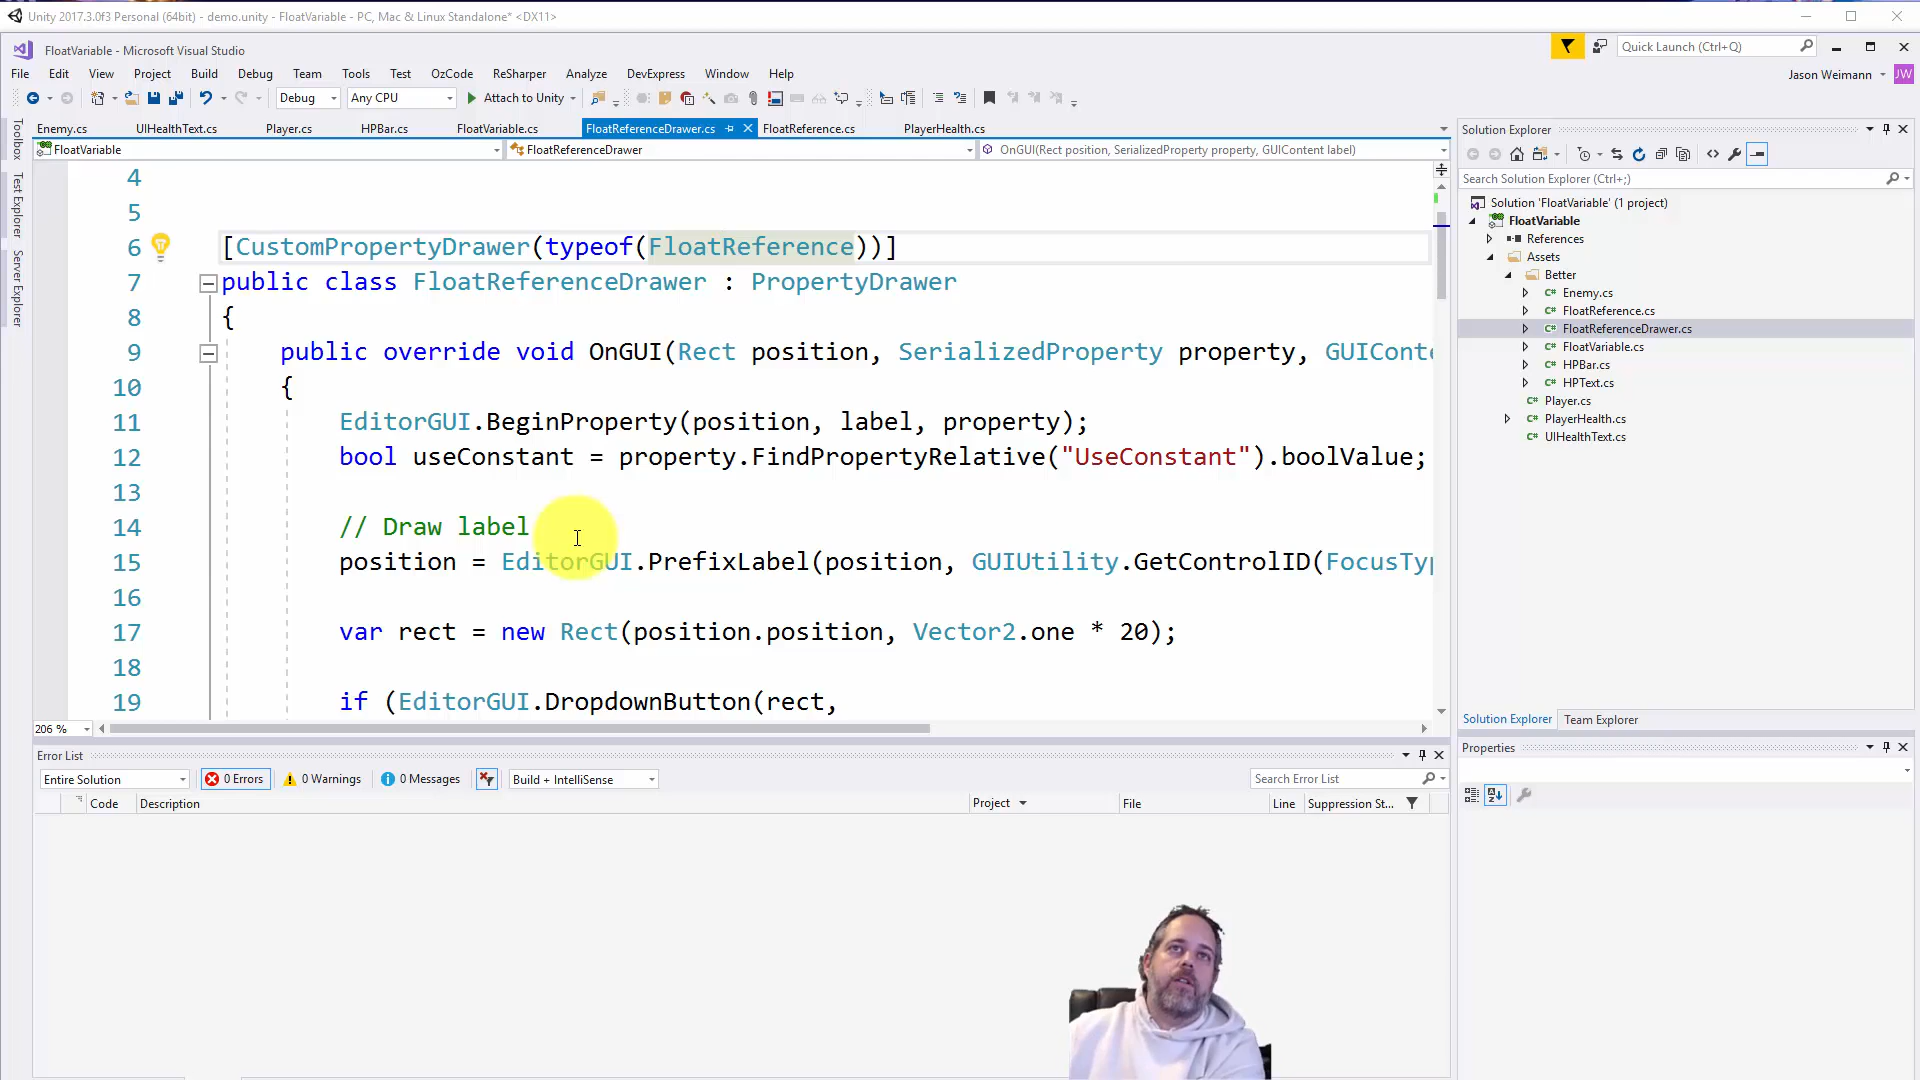 Unity 2017.3.0f3 Personal (64bit) - demo.unity - FloatVariable - PC, Mac & Linux Standalone* <DX11>
FloatVariable - Microsoft Visual Studio
Quick Launch (Ctrl+Q)
File Edit View Project Build Debug Team Tools Test OzCode ReSharper Analyze DevExpress Window Help
Jason Weimann JW
Debug Any CPU Attach to Unity
Enemy.cs UIHealthText.cs Player.cs HPBar.cs FloatVariable.cs FloatReferenceDrawer.cs FloatReference.cs PlayerHealth.cs
FloatVariable FloatReferenceDrawer OnGUI(Rect position, SerializedProperty property, GUIContent label)
Toolbox
Test Explorer
Server Explorer
4
5
6 [CustomPropertyDrawer(typeof(FloatReference))]
7 public class FloatReferenceDrawer : PropertyDrawer
8 {
9 public override void OnGUI(Rect position, SerializedProperty property, GUIConte
10 {
11 EditorGUI.BeginProperty(position, label, property);
12 bool useConstant = property.FindPropertyRelative("UseConstant").boolValue;
13
14 // Draw label
15 position = EditorGUI.PrefixLabel(position, GUIUtility.GetControlID(FocusTyp
16
17 var rect = new Rect(position.position, Vector2.one * 20);
18
19 if (EditorGUI.DropdownButton(rect,
206 %
Solution Explorer
Search Solution Explorer (Ctrl+;)
Solution 'FloatVariable' (1 project)
FloatVariable
References
Assets
Better
C# Enemy.cs
C# FloatReference.cs
C# FloatReferenceDrawer.cs
C# FloatVariable.cs
C# HPBar.cs
C# HPText.cs
C# Player.cs
C# PlayerHealth.cs
C# UIHealthText.cs
Solution Explorer Team Explorer
Properties
Error List
Entire Solution 0 Errors 0 Warnings 0 Messages Build + IntelliSense Search Error List
Code Description Project File Line Suppression St...